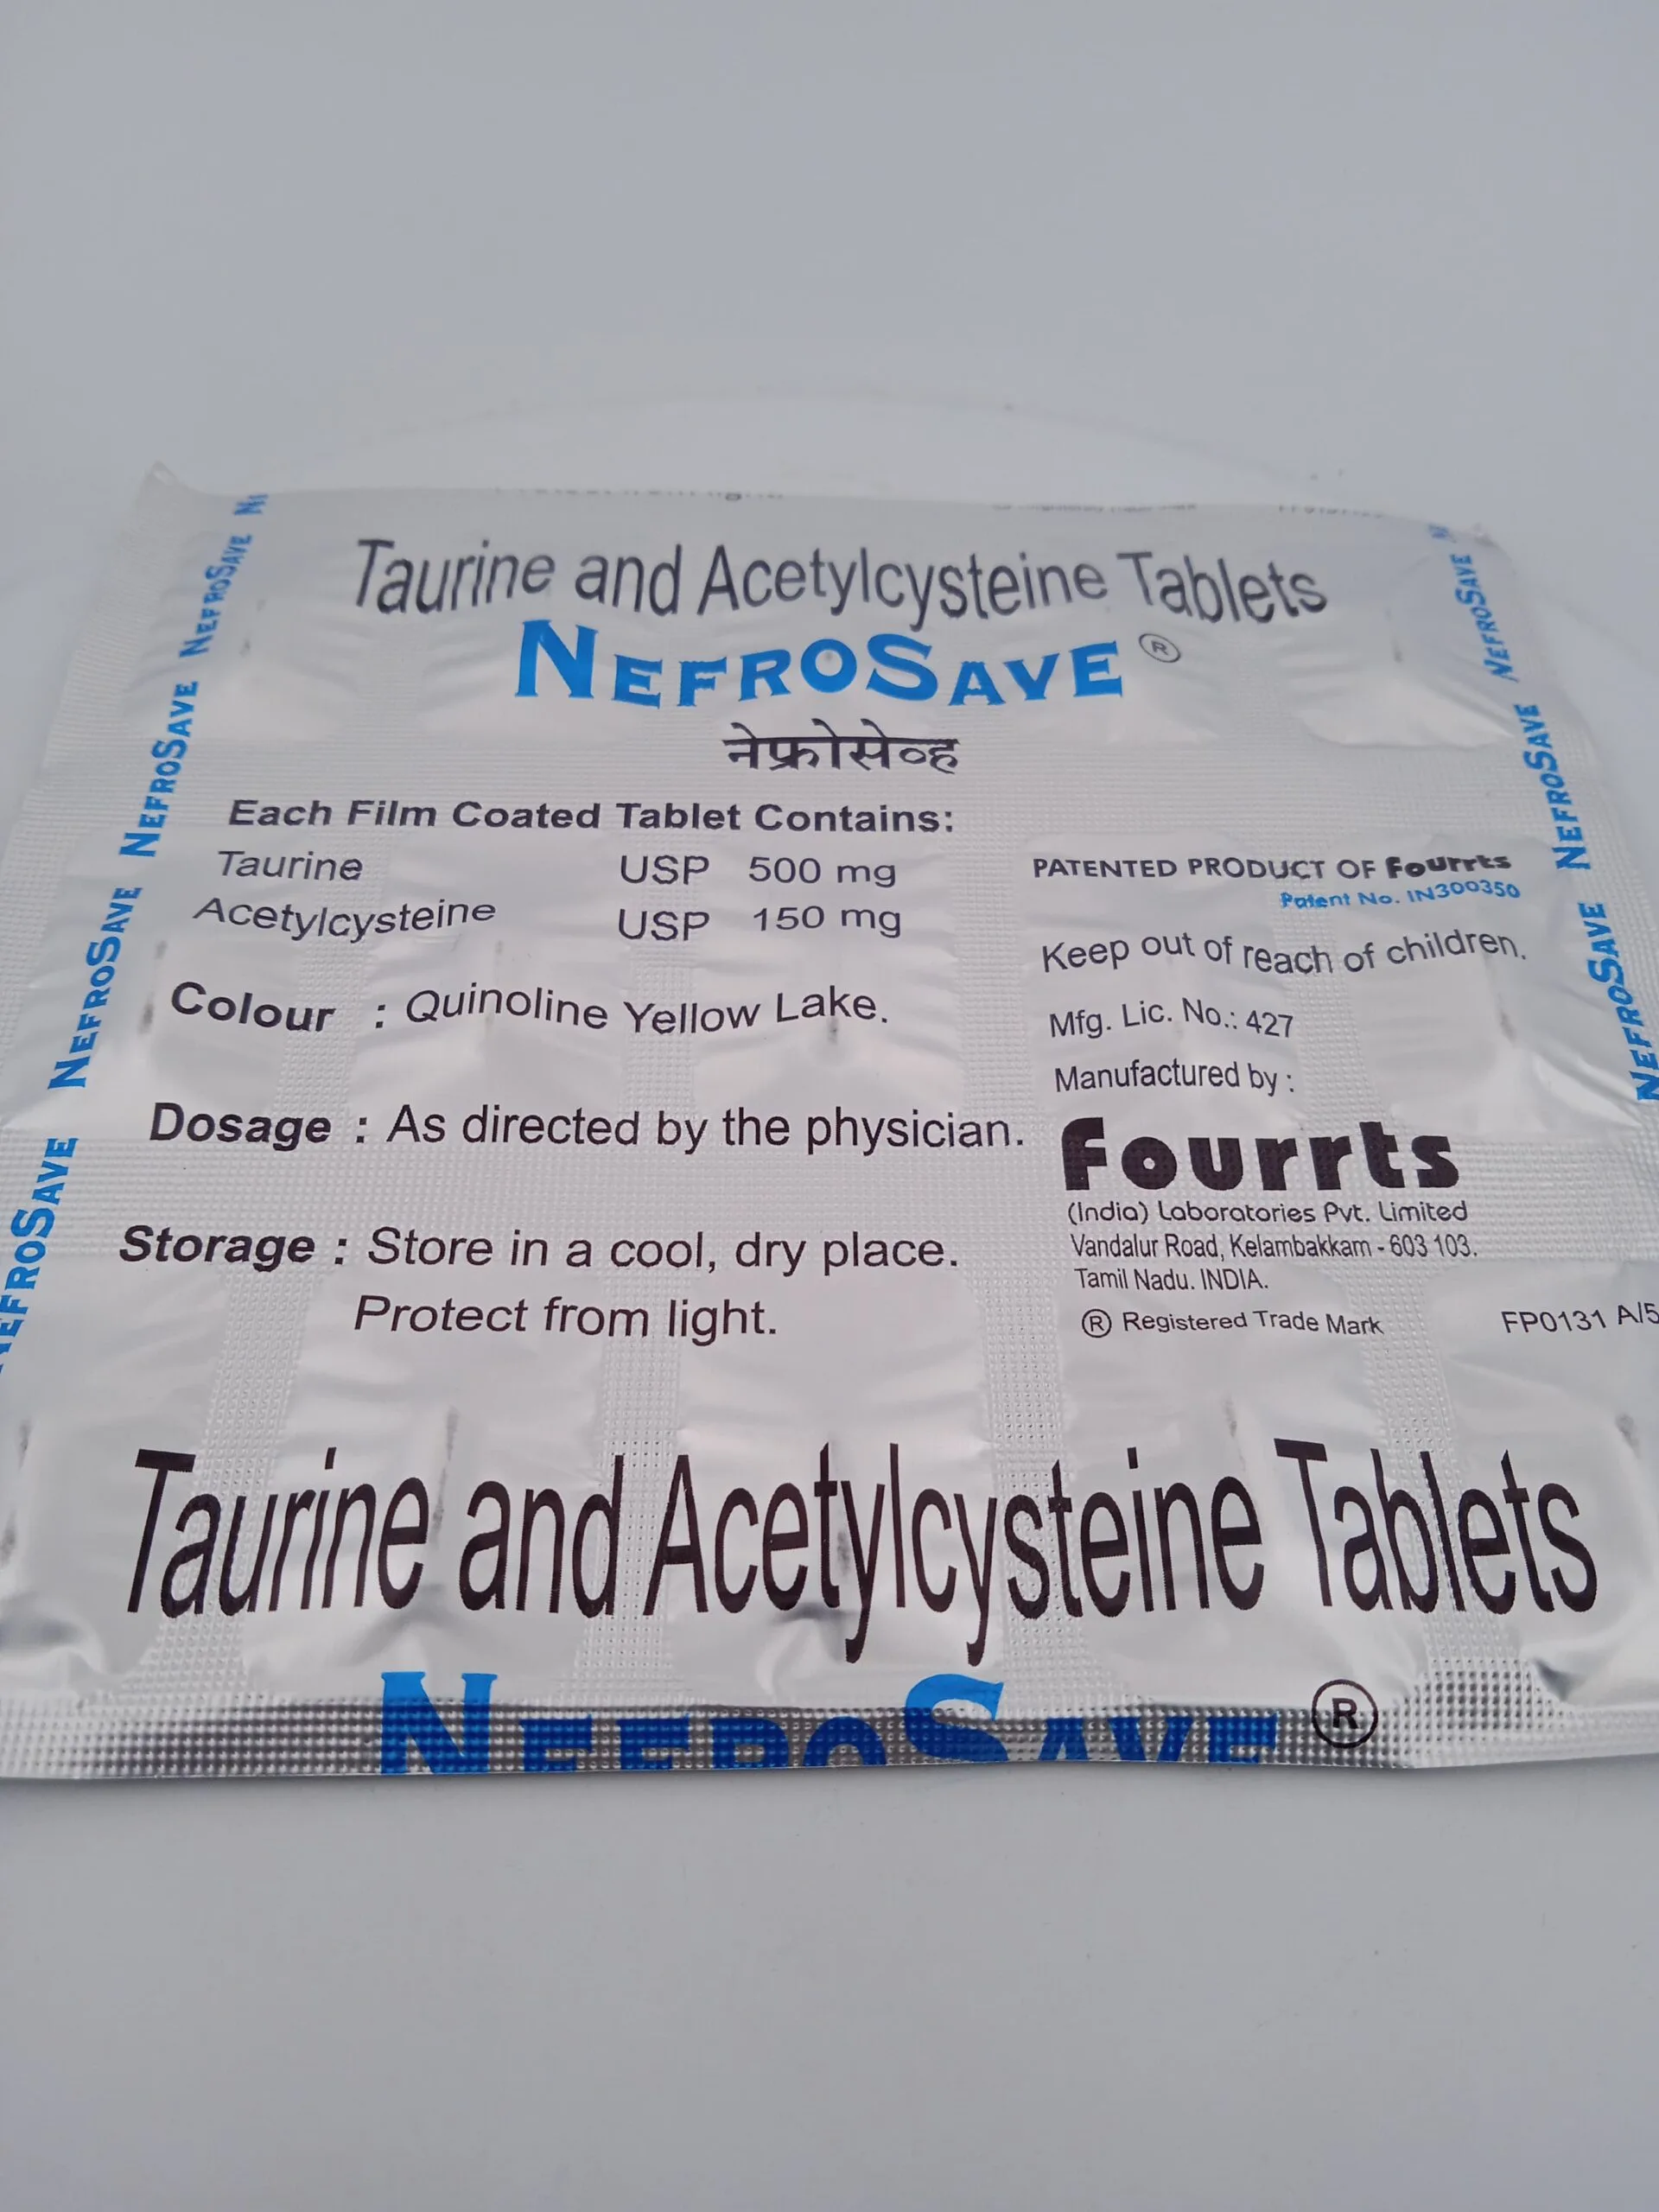 Taurine and Acetylcysteine Tablets
NEFROSAVE ®
नेफ्रोसेव्ह
Each Film Coated Tablet Contains:
Taurine USP 500 mg
Acetylcysteine USP 150 mg
Colour : Quinoline Yellow Lake.
Dosage : As directed by the physician.
Storage : Store in a cool, dry place.
Protect from light.
PATENTED PRODUCT OF Fourrts
Patent No. IN300350
Keep out of reach of children.
Mfg. Lic. No.: 427
Manufactured by :
Fourrts
(India) Laboratories Pvt. Limited
Vandalur Road, Kelambakkam - 603 103.
Tamil Nadu. INDIA.
® Registered Trade Mark
FP0131 A/5
Taurine and Acetylcysteine Tablets
NEFROSAVE ®
NEFROSAVE NEFROSAVE NEFROSAVE NEFROSAVE
NEFROSAVE NEFROSAVE NEFROSAVE